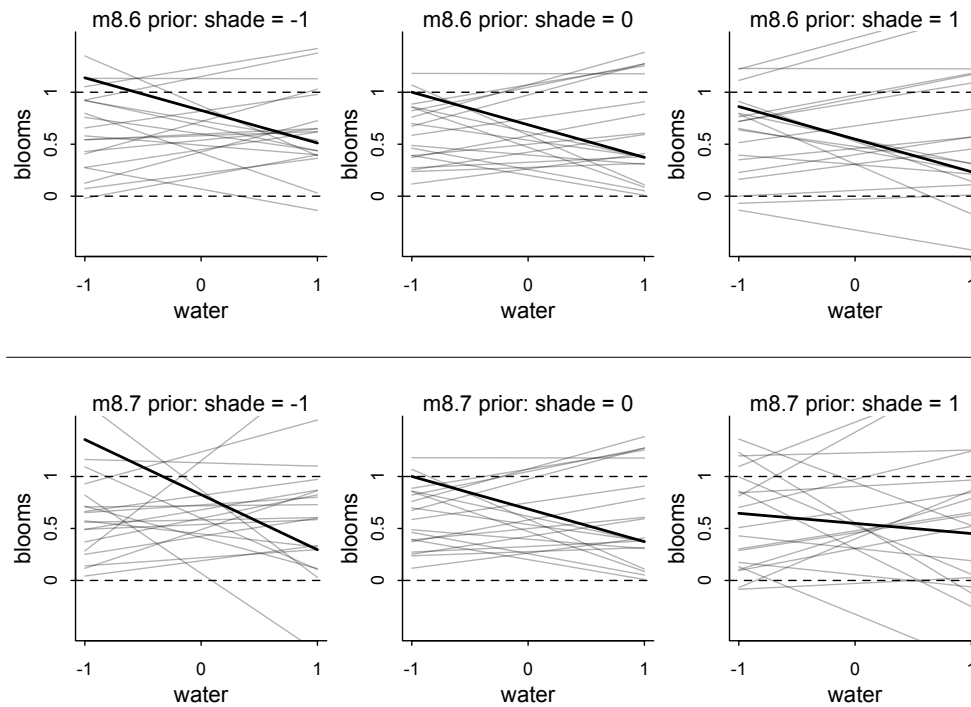 m8.6 prior: shade = -1
blooms
1
0.5
0
-1 0 1
water
m8.6 prior: shade = 0
blooms
1
0.5
0
-1 0 1
water
m8.6 prior: shade = 1
blooms
1
0.5
0
-1 0 1
water
m8.7 prior: shade = -1
blooms
1
0.5
0
-1 0 1
water
m8.7 prior: shade = 0
blooms
1
0.5
0
-1 0 1
water
m8.7 prior: shade = 1
blooms
1
0.5
0
-1 0 1
water